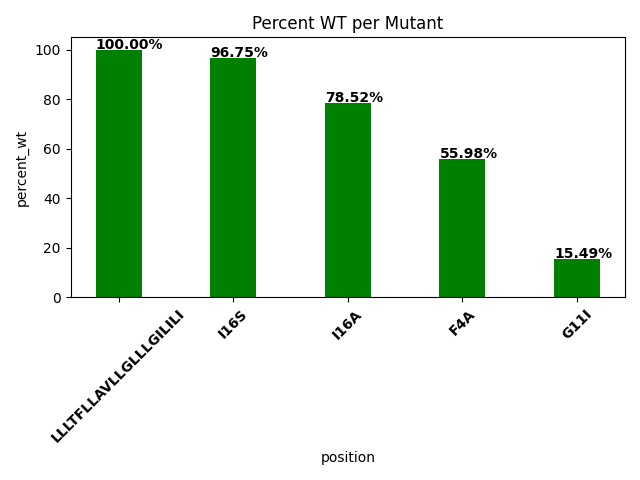 Percent WT per Mutant
percent_wt
100
80
60
40
20
0
100.00%
96.75%
78.52%
55.98%
15.49%
LLLTFLLAVLLGLLLGILILI
I16S
I16A
F4A
G11I
position